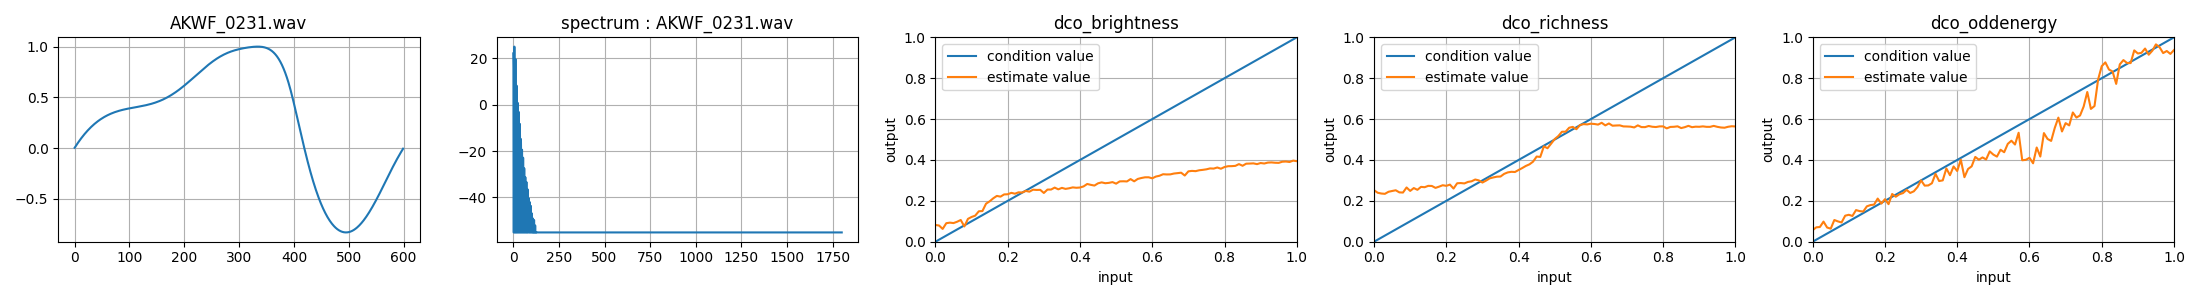 AKWF_0231.wav
1.0
0.5
0.0
−0.5
0 100 200 300 400 500 600
spectrum : AKWF_0231.wav
20
0
−20
−40
0 250 500 750 1000 1250 1500 1750
dco_brightness
condition value
estimate value
output
1.0
0.8
0.6
0.4
0.2
0.0
0.0 0.2 0.4 0.6 0.8 1.0
input
dco_richness
condition value
estimate value
output
1.0
0.8
0.6
0.4
0.2
0.0
0.0 0.2 0.4 0.6 0.8 1.0
input
dco_oddenergy
condition value
estimate value
output
1.0
0.8
0.6
0.4
0.2
0.0
0.0 0.2 0.4 0.6 0.8 1.0
input